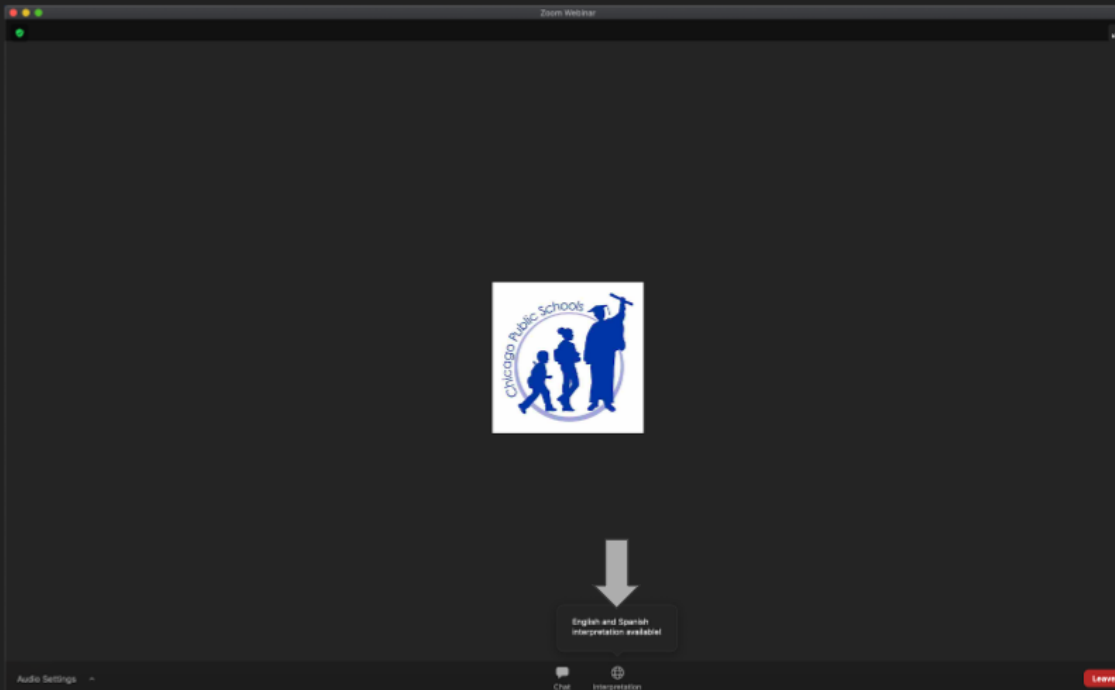 Zoom Webinar
Chicago Public Schools
English and Spanish
interpretation available!
Audio Settings
Chat
Interpretation
Leave